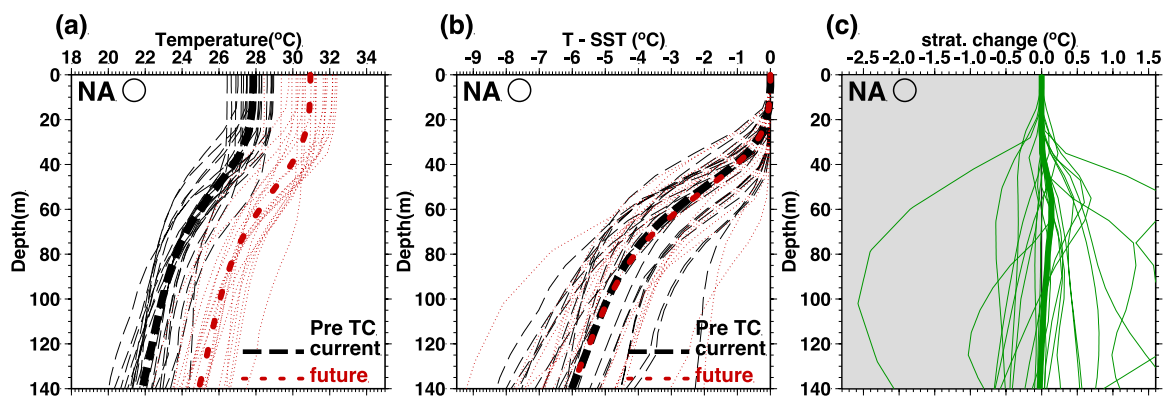 (a) Temperature(°C)
18 20 22 24 26 28 30 32 34
0
20
40
60
80
100
120
140
Depth(m)
NA
Pre TC
current
future
(b) T - SST (°C)
-9 -8 -7 -6 -5 -4 -3 -2 -1 0
0
20
40
60
80
100
120
140
Depth(m)
NA
Pre TC
current
future
(c) strat. change (°C)
-2.5 -2.0 -1.5 -1.0 -0.5 0.0 0.5 1.0 1.5
0
20
40
60
80
100
120
140
Depth(m)
NA